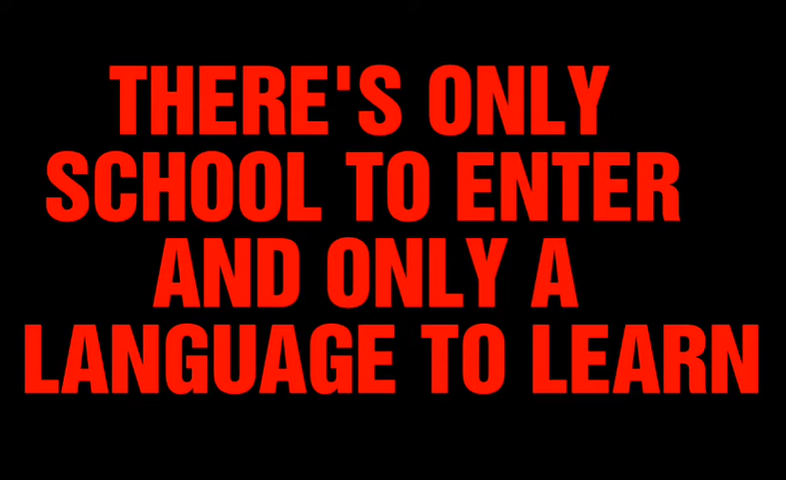 THERE'S ONLY
SCHOOL TO ENTER
AND ONLY A
LANGUAGE TO LEARN